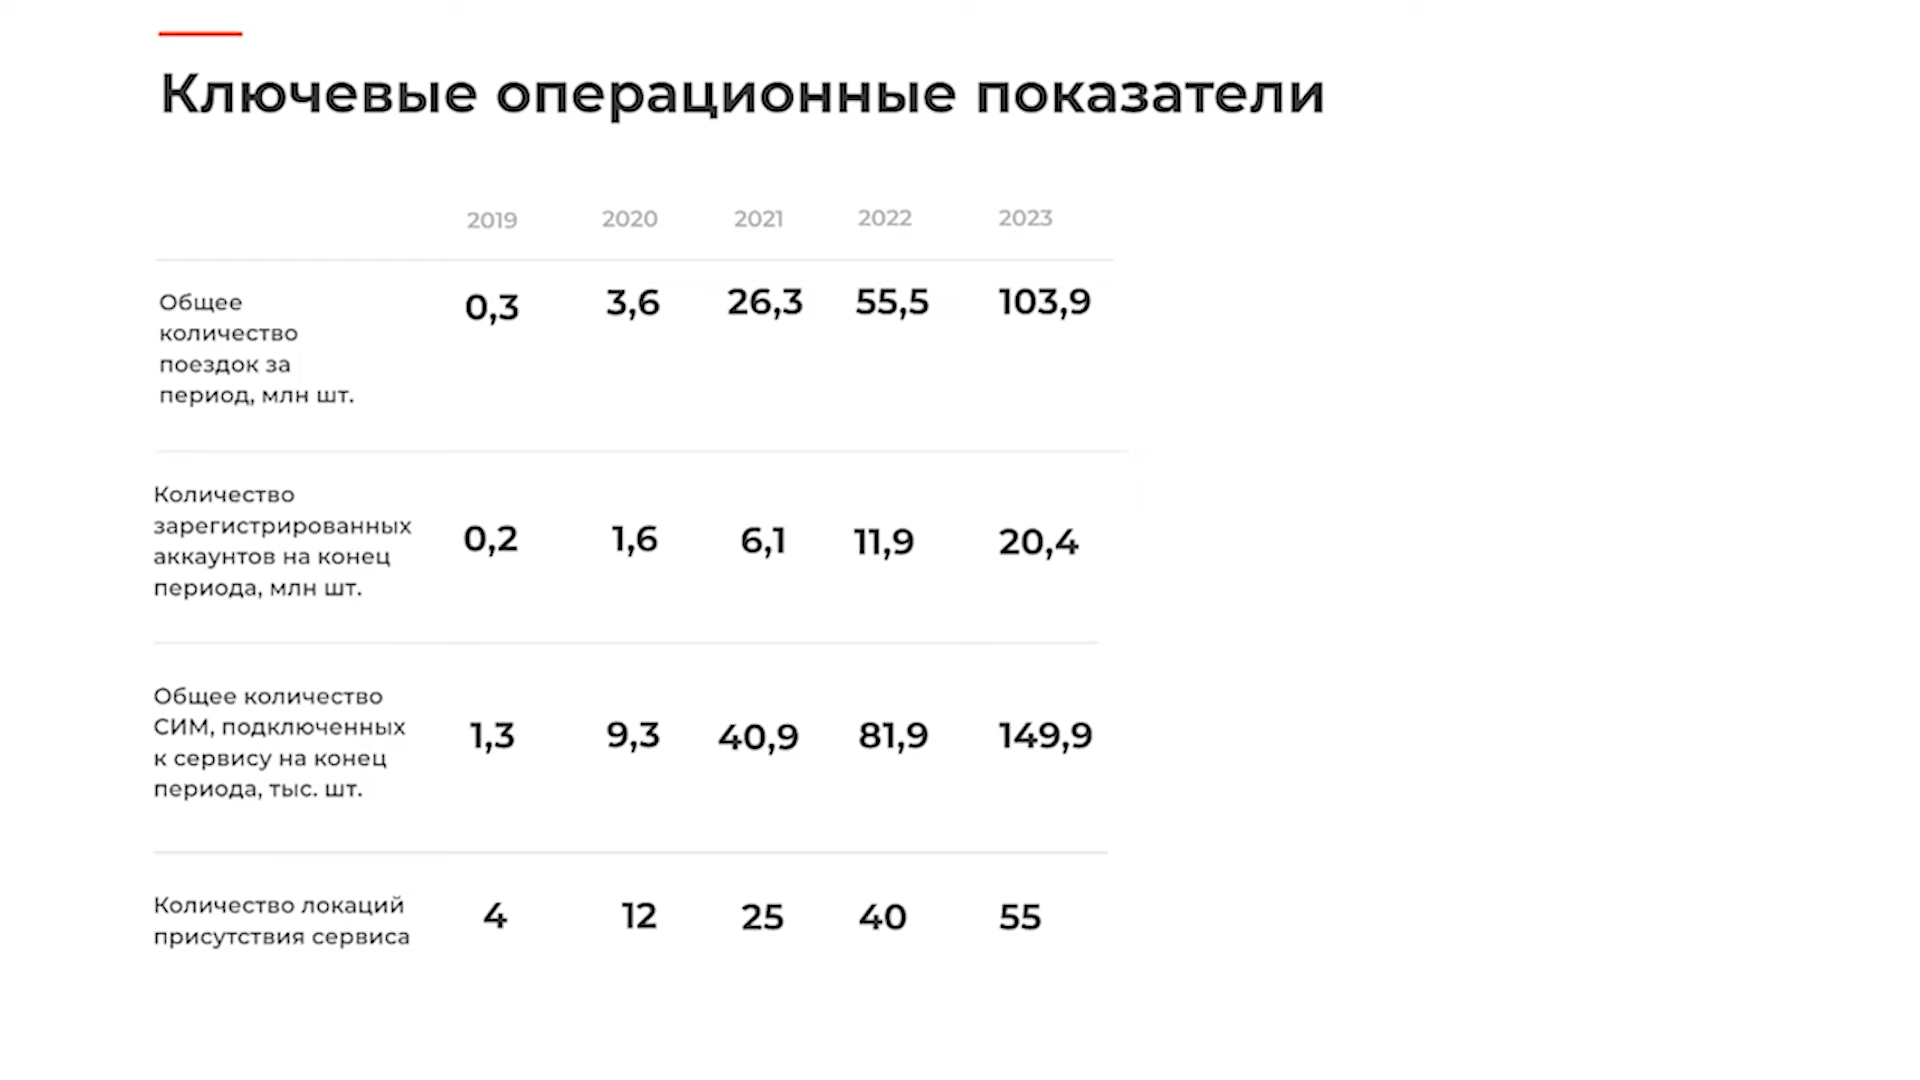 Ключевые операционные показатели
2019 2020 2021 2022 2023
Общее
количество
поездок за
период, млн шт.
0,3 3,6 26,3 55,5 103,9
Количество
зарегистрированных
аккаунтов на конец
периода, млн шт.
0,2 1,6 6,1 11,9 20,4
Общее количество
СИМ, подключенных
к сервису на конец
периода, тыс. шт.
1,3 9,3 40,9 81,9 149,9
Количество локаций
присутствия сервиса
4 12 25 40 55